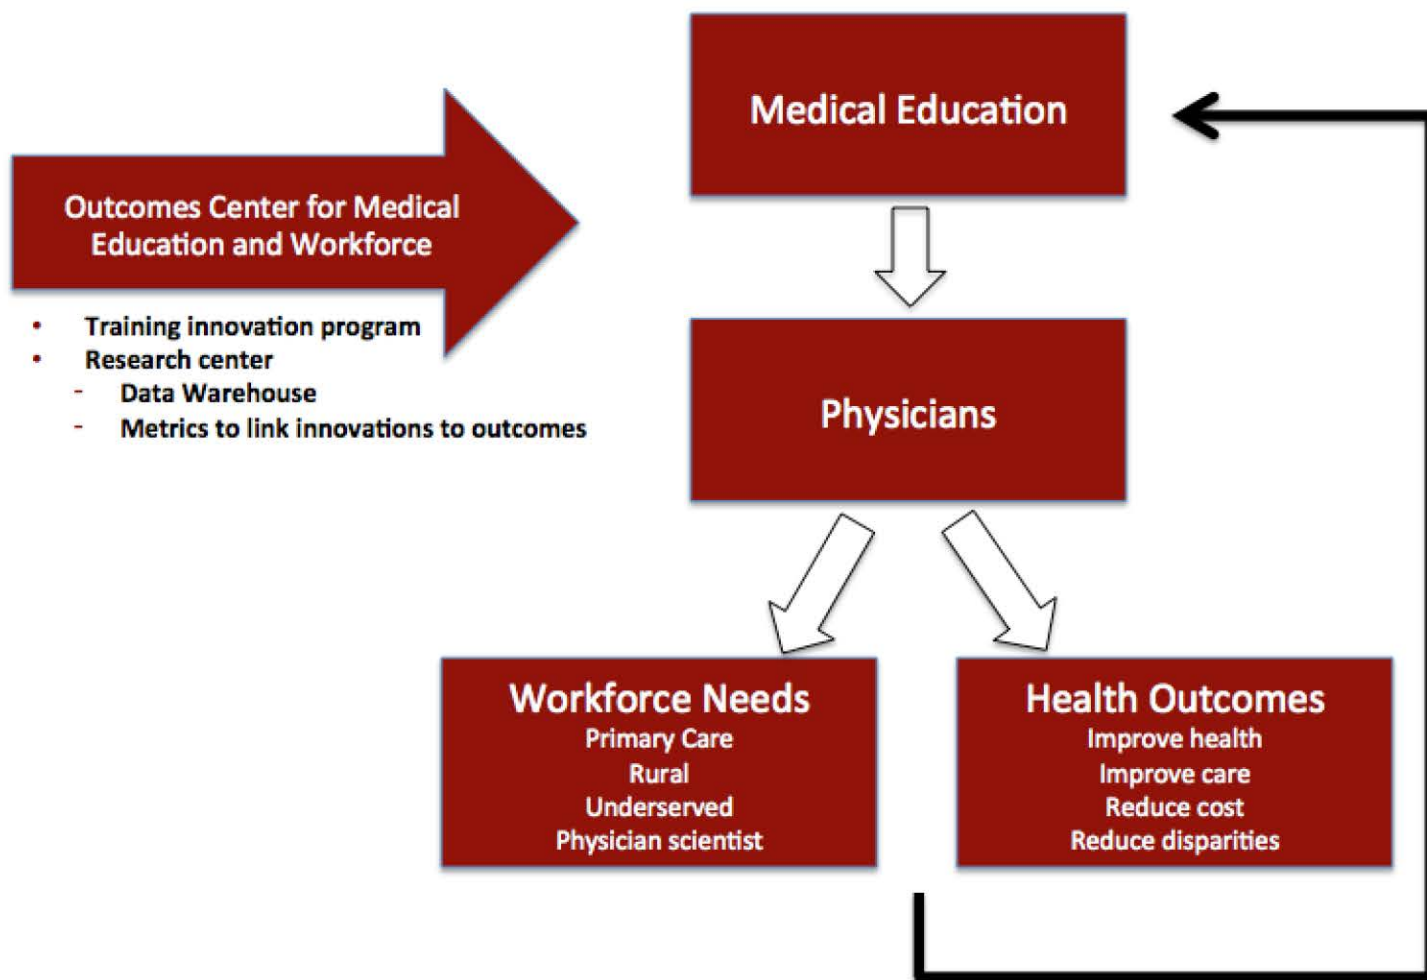 Medical Education
Outcomes Center for Medical
Education and Workforce
• Training innovation program
• Research center
- Data Warehouse
- Metrics to link innovations to outcomes
Physicians
Workforce Needs
Primary Care
Rural
Underserved
Physician scientist
Health Outcomes
Improve health
Improve care
Reduce cost
Reduce disparities